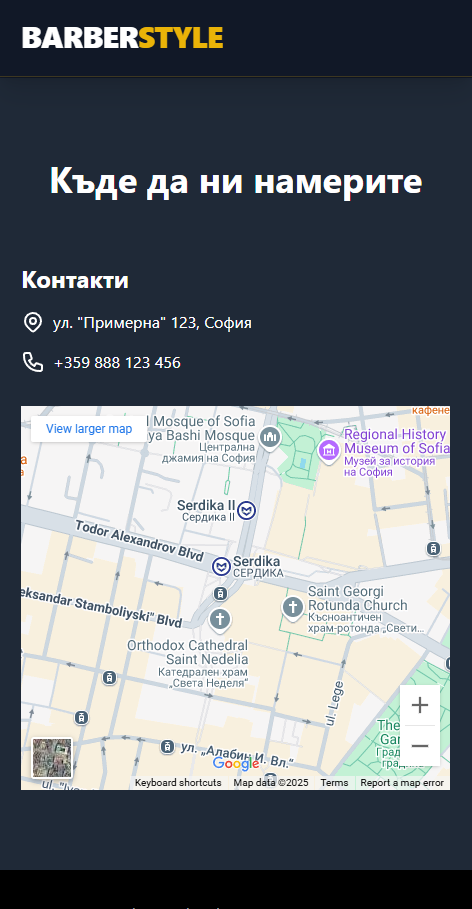 BARBERSTYLE
Къде да ни намерите
Контакти
ул. "Примерна" 123, София
+359 888 123 456
кафене
View larger map
Mosque of Sofia
ya Bashi Mosque
Централна
джамия на София
Regional History
Museum of Sofia
Музей за история
на София
Serdika II
Сердика II
Todor Alexandrov Blvd
Serdika
СЕРДИКА
eksandar Stamboliyski" Blvd
Saint Georgi
Rotunda Church
Късноантичен
храм-ротонда „Свети...
Orthodox Cathedral
Saint Nedelia
Катедрален храм
„Света Неделя“
ul. Lege
The
Gar
Град
градин
ул. „Алабин И. Вл.“
Google
Keyboard shortcuts
Map data ©2025
Terms
Report a map error